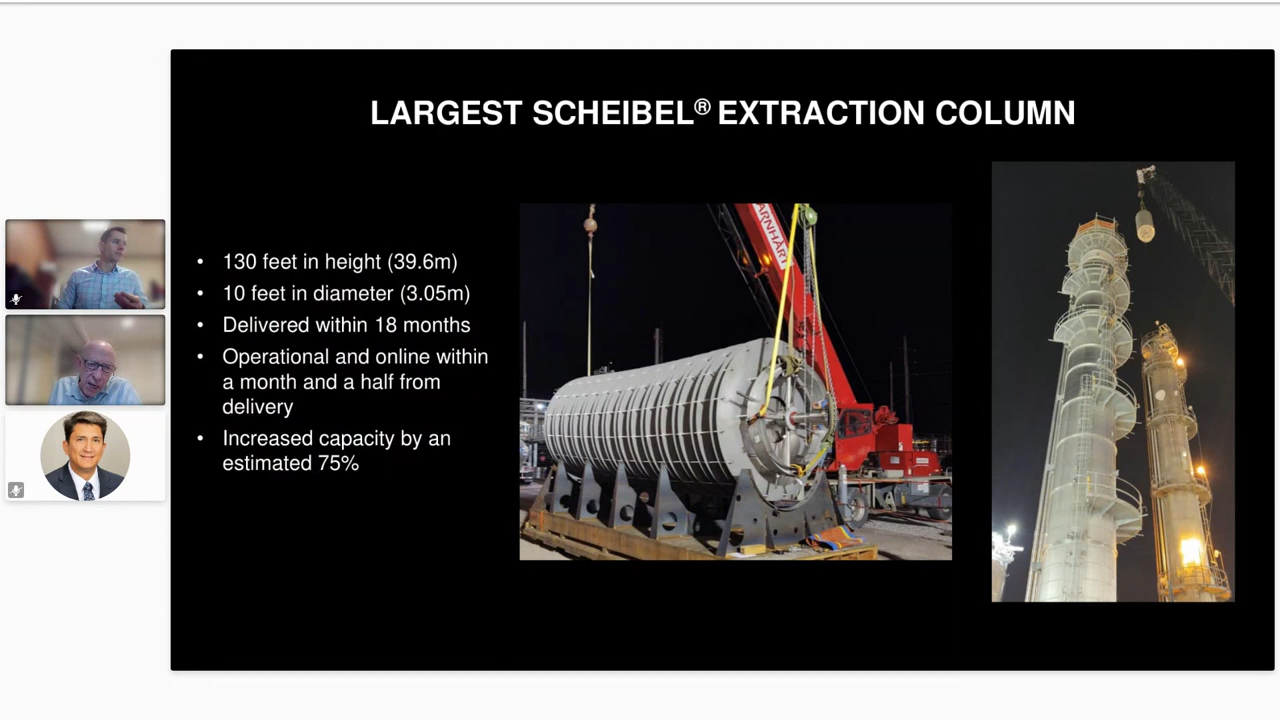 LARGEST SCHEIBEL® EXTRACTION COLUMN
• 130 feet in height (39.6m)
• 10 feet in diameter (3.05m)
• Delivered within 18 months
• Operational and online within
a month and a half from
delivery
• Increased capacity by an
estimated 75%
ARNHART